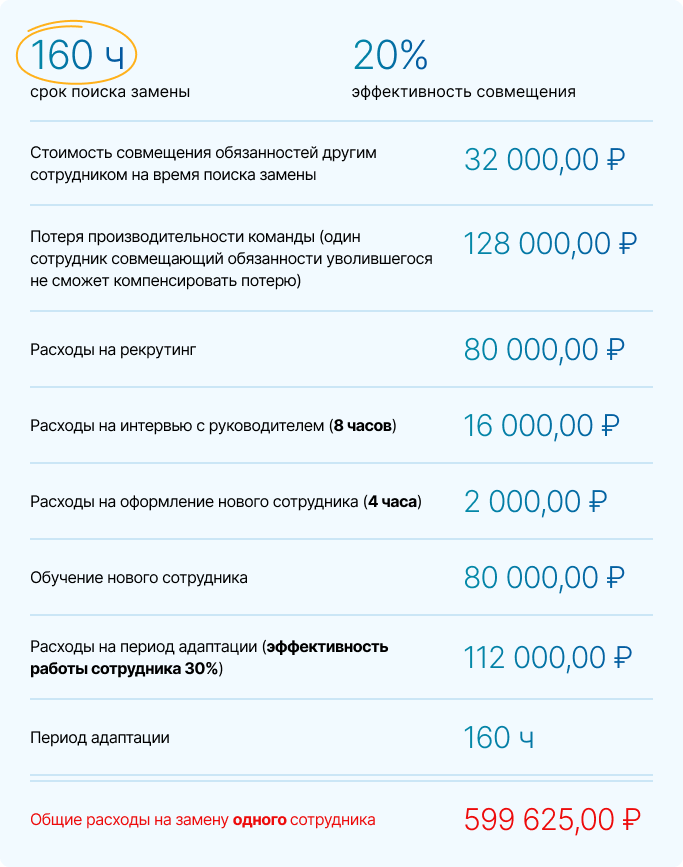 160 ч
срок поиска замены
20%
эффективность совмещения
Стоимость совмещения обязанностей другим
сотрудником на время поиска замены
32 000,00 ₽
Потеря производительности команды (один
сотрудник совмещающий обязанности уволившегося
не сможет компенсировать потерю)
128 000,00 ₽
Расходы на рекрутинг
80 000,00 ₽
Расходы на интервью с руководителем (8 часов)
16 000,00 ₽
Расходы на оформление нового сотрудника (4 часа)
2 000,00 ₽
Обучение нового сотрудника
80 000,00 ₽
Расходы на период адаптации (эффективность
работы сотрудника 30%)
112 000,00 ₽
Период адаптации
160 ч
Общие расходы на замену одного сотрудника
599 625,00 ₽